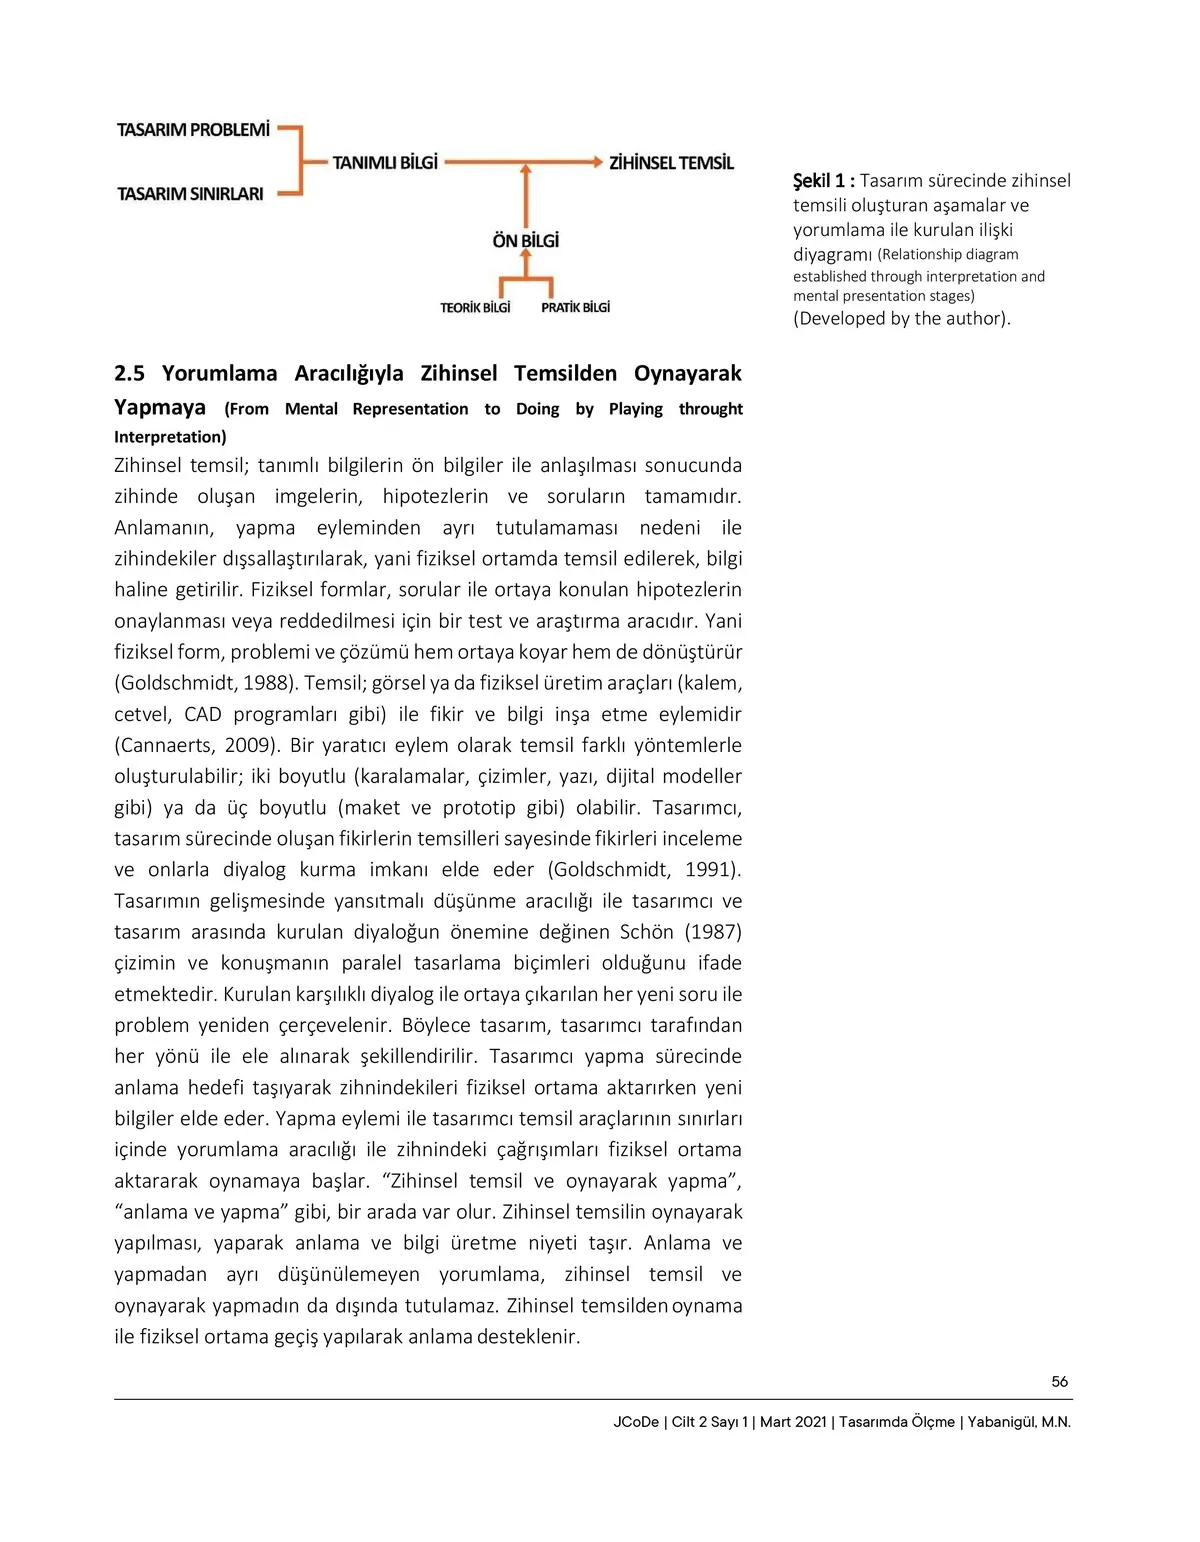 TASARIM PROBLEMİ
TANIMLI BİLGİ
ZİHİNSEL TEMSİL
TASARIM SINIRLARI
ÖN BİLGİ
TEORİK BİLGİ
PRATİK BİLGİ
Şekil 1 : Tasarım sürecinde zihinsel
temsili oluşturan aşamalar ve
yorumlama ile kurulan ilişki
diyagramı (Relationship diagram
established through interpretation and
mental presentation stages)
(Developed by the author).
2.5 Yorumlama Aracılığıyla Zihinsel Temsilden Oynayarak
Yapmaya (From Mental Representation to Doing by Playing throught
Interpretation)
Zihinsel temsil; tanımlı bilgilerin ön bilgiler ile anlaşılması sonucunda
zihinde oluşan imgelerin, hipotezlerin ve soruların tamamıdır.
Anlamanın, yapma eyleminden ayrı tutulamaması nedeni ile
zihindekiler dışsallaştırılarak, yani fiziksel ortamda temsil edilerek, bilgi
haline getirilir. Fiziksel formlar, sorular ile ortaya konulan hipotezlerin
onaylanması veya reddedilmesi için bir test ve araştırma aracıdır. Yani
fiziksel form, problemi ve çözümü hem ortaya koyar hem de dönüştürür
(Goldschmidt, 1988). Temsil; görsel ya da fiziksel üretim araçları (kalem,
cetvel, CAD programları gibi) ile fikir ve bilgi inşa etme eylemidir
(Cannaerts, 2009). Bir yaratıcı eylem olarak temsil farklı yöntemlerle
oluşturulabilir; iki boyutlu (karalamalar, çizimler, yazı, dijital modeller
gibi) ya da üç boyutlu (maket ve prototip gibi) olabilir. Tasarımcı,
tasarım sürecinde oluşan fikirlerin temsilleri sayesinde fikirleri inceleme
ve onlarla diyalog kurma imkanı elde eder (Goldschmidt, 1991).
Tasarımın gelişmesinde yansıtmalı düşünme aracılığı ile tasarımcı ve
tasarım arasında kurulan diyaloğun önemine değinen Schön (1987)
çizimin ve konuşmanın paralel tasarlama biçimleri olduğunu ifade
etmektedir. Kurulan karşılıklı diyalog ile ortaya çıkarılan her yeni soru ile
problem yeniden çerçevelenir. Böylece tasarım, tasarımcı tarafından
her yönü ile ele alınarak şekillendirilir. Tasarımcı yapma sürecinde
anlama hedefi taşıyarak zihnindekileri fiziksel ortama aktarırken yeni
bilgiler elde eder. Yapma eylemi ile tasarımcı temsil araçlarının sınırları
içinde yorumlama aracılığı ile zihnindeki çağrışımları fiziksel ortama
aktararak oynamaya başlar. “Zihinsel temsil ve oynayarak yapma”,
“anlama ve yapma” gibi, bir arada var olur. Zihinsel temsilin oynayarak
yapılması, yaparak anlama ve bilgi üretme niyeti taşır. Anlama ve
yapmadan ayrı düşünülemeyen yorumlama, zihinsel temsil ve
oynayarak yapmadın da dışında tutulamaz. Zihinsel temsilden oynama
ile fiziksel ortama geçiş yapılarak anlama desteklenir.
56
JCoDe | Cilt 2 Sayı 1 | Mart 2021 | Tasarımda Ölçme | Yabanigül, M.N.